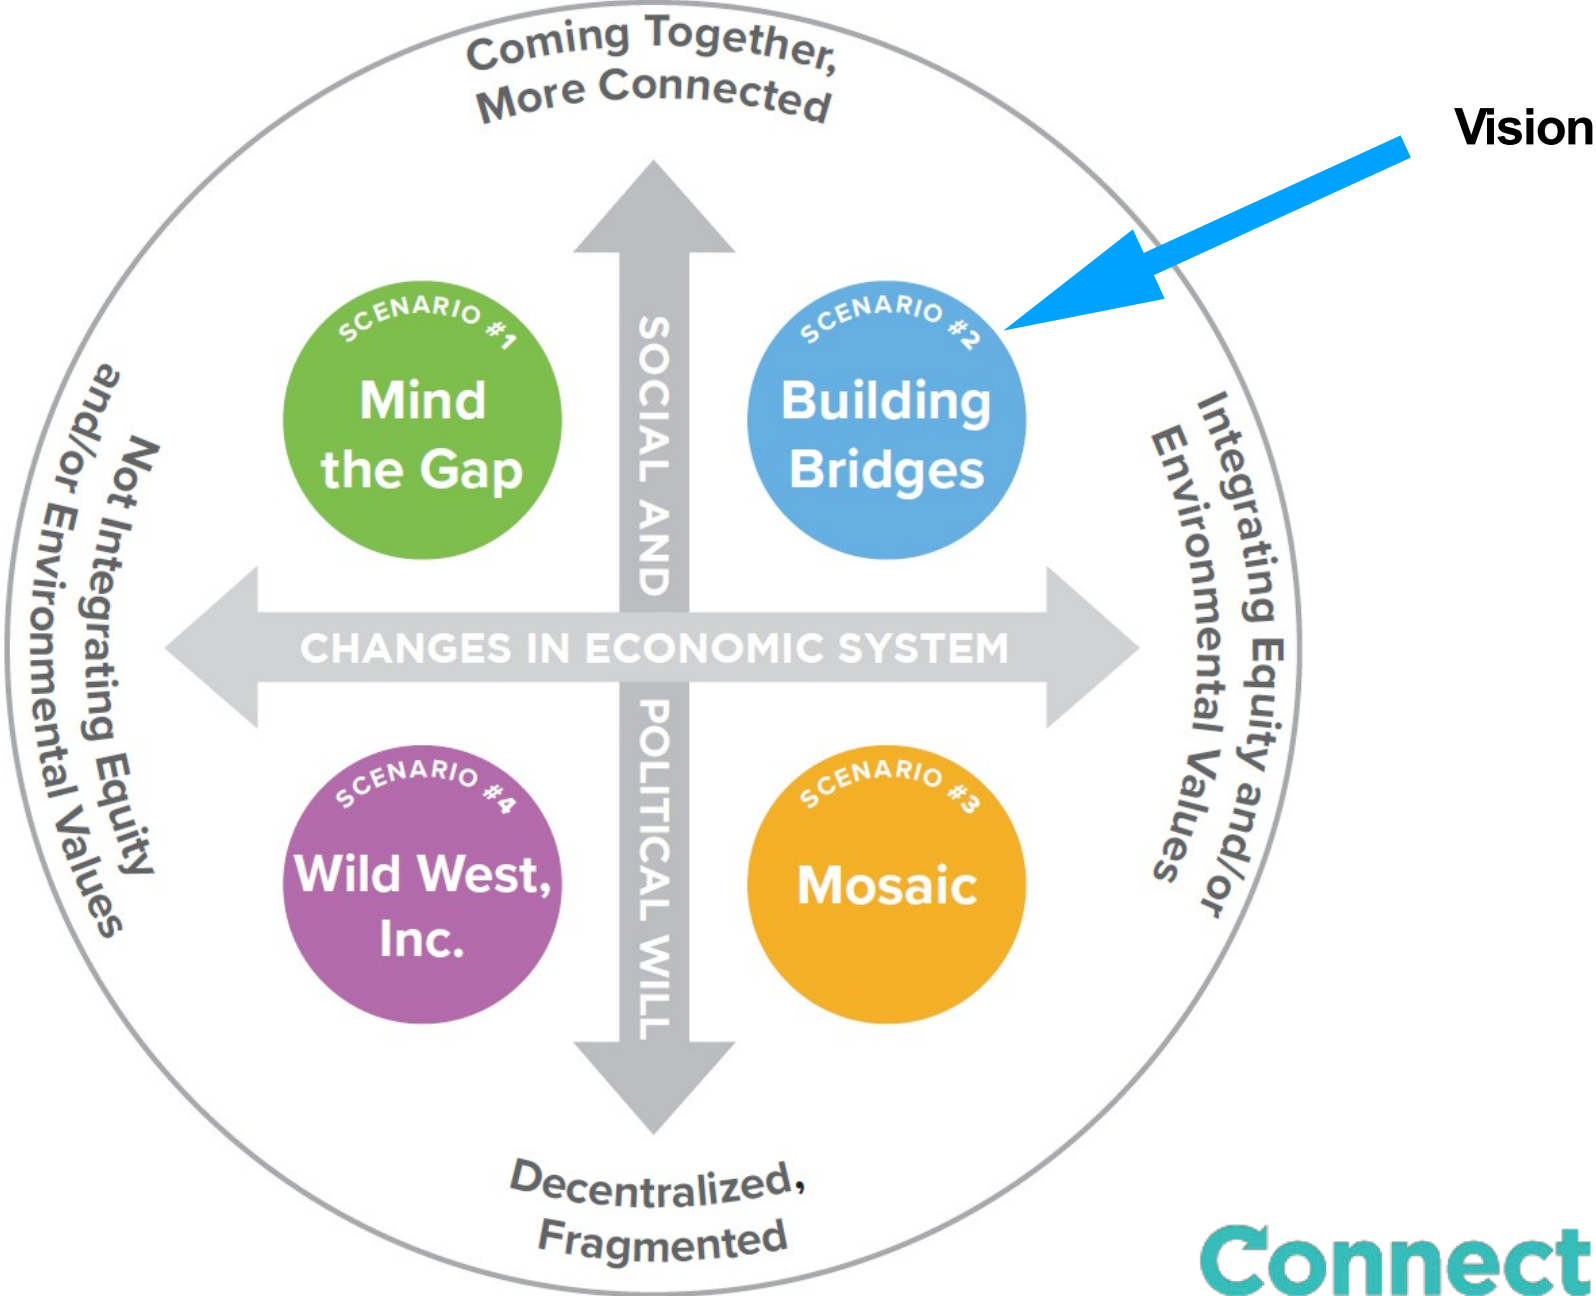 Coming Together,
More Connected
Vision
SCENARIO #1
Mind
the Gap
SCENARIO #2
Building
Bridges
SOCIAL AND POLITICAL WILL
CHANGES IN ECONOMIC SYSTEM
Not Integrating Equity
and/or Environmental Values
Integrating Equity and/or
Environmental Values
SCENARIO #4
Wild West,
Inc.
SCENARIO #3
Mosaic
Decentralized,
Fragmented
Connect